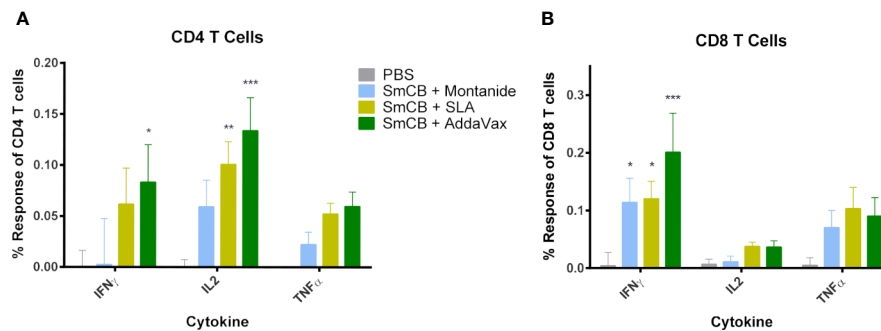 A
CD4 T Cells
% Response of CD4 T cells
0.20
0.15
0.10
0.05
0.00
*
**
***
IFNγ
IL2
TNFα
Cytokine
PBS
SmCB + Montanide
SmCB + SLA
SmCB + AddaVax
B
CD8 T Cells
% Response of CD8 T cells
0.3
0.2
0.1
0.0
*
*
***
IFNγ
IL2
TNFα
Cytokine